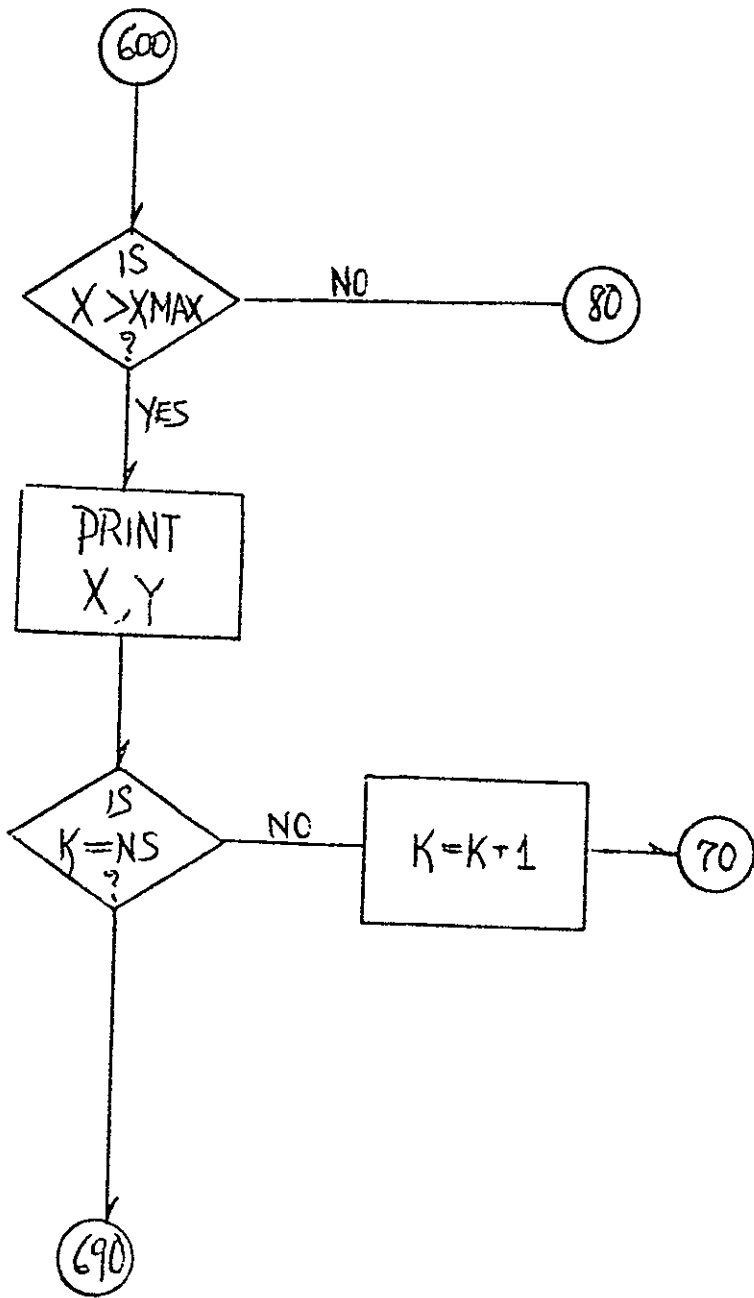 600
IS
X > XMAX
?
NO
80
YES
PRINT
X, Y
IS
K=NS
?
NO
K=K+1
70
690